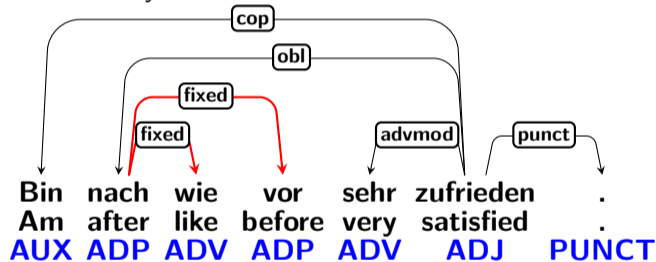 cop
obl
fixed
fixed advmod punct
Bin nach wie vor sehr zufrieden .
Am after like before very satisfied .
AUX ADP ADV ADP ADV ADJ PUNCT